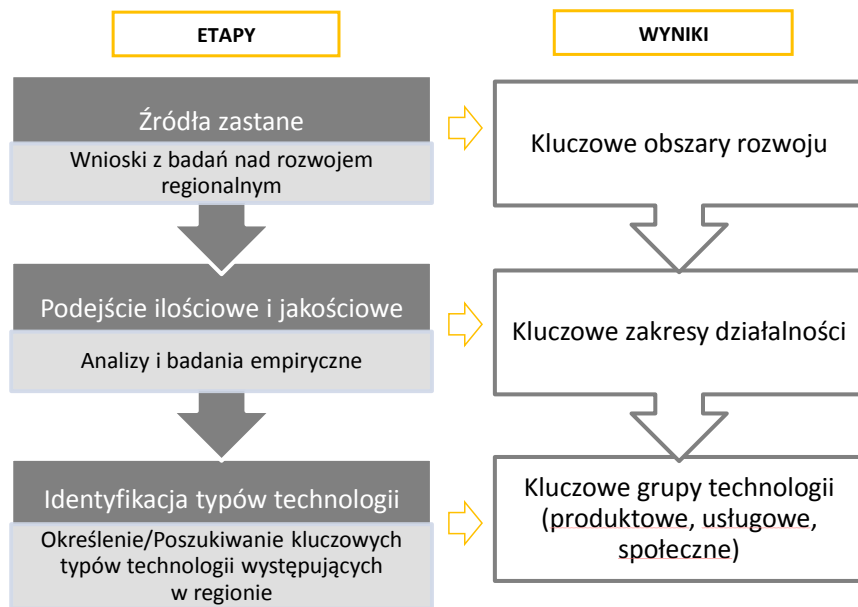 ETAPY
WYNIKI
Źródła zastane
Wnioski z badań nad rozwojem
regionalnym
Kluczowe obszary rozwoju
Podejście ilościowe i jakościowe
Analizy i badania empiryczne
Kluczowe zakresy działalności
Identyfikacja typów technologii
Określenie/Poszukiwanie kluczowych
typów technologii występujących
w regionie
Kluczowe grupy technologii
(produktowe, usługowe,
społeczne)